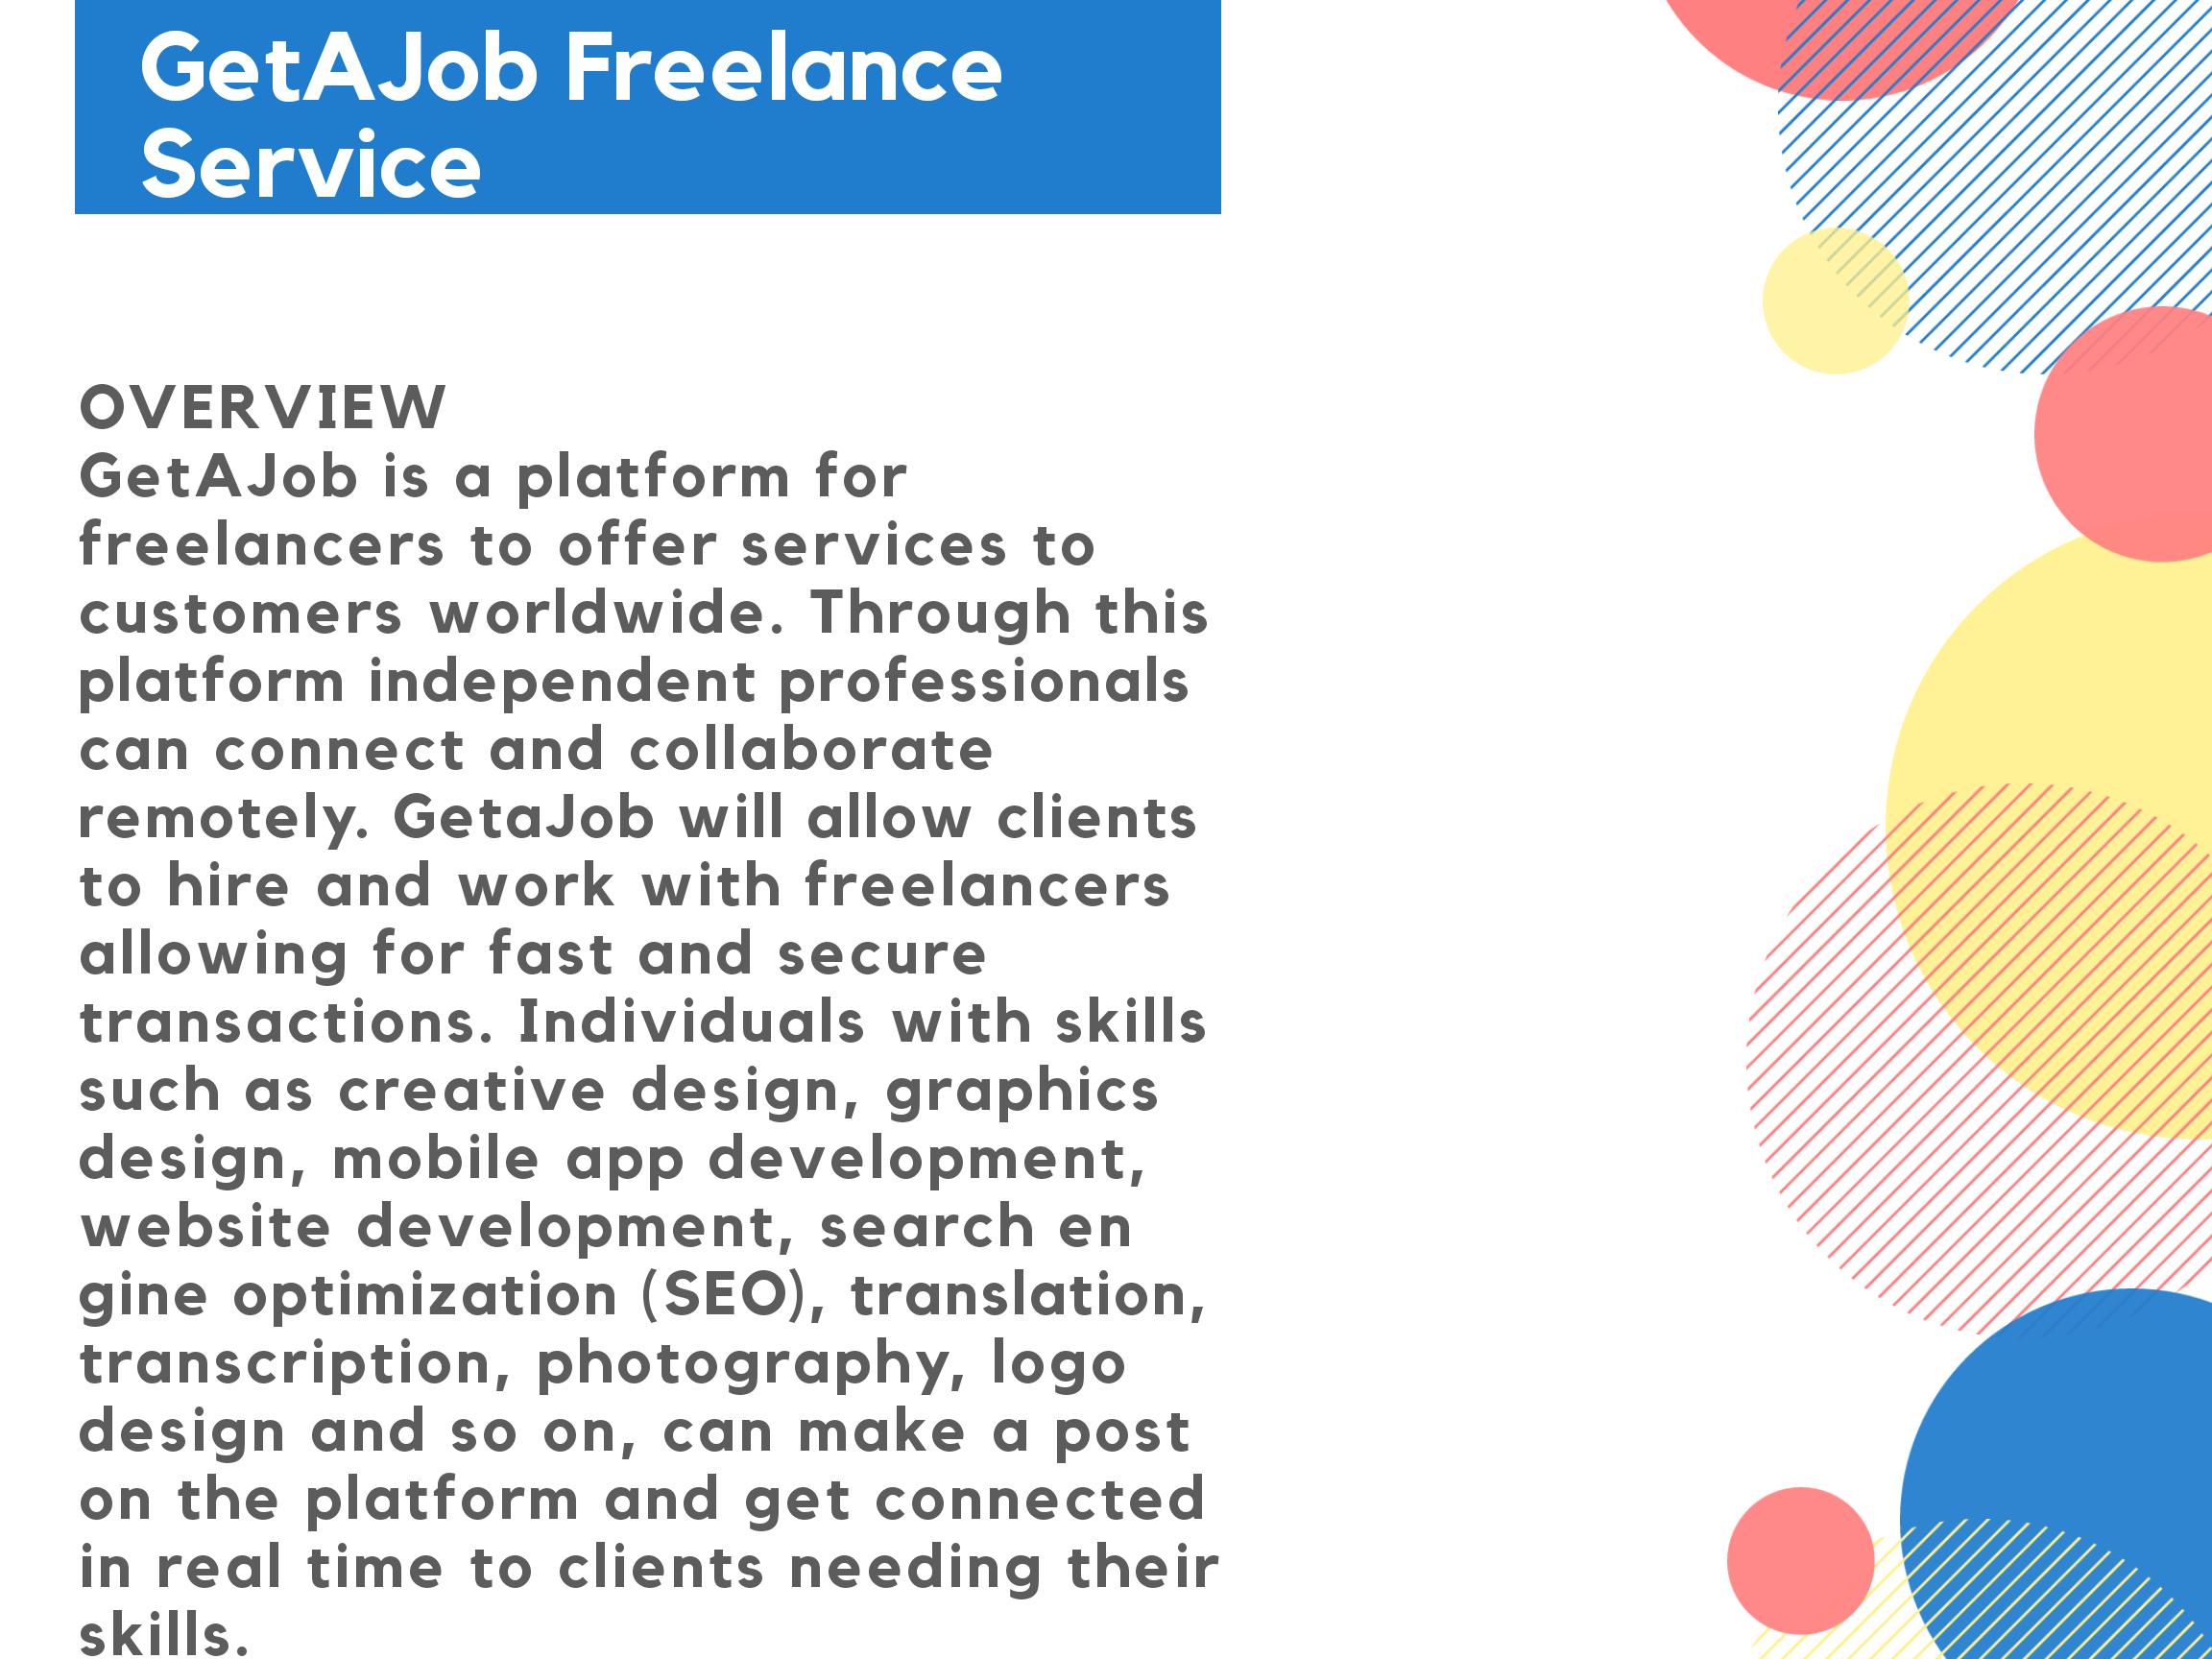 GetAJob Freelance
Service
OVERVIEW
GetAJob is a platform for
freelancers to offer services to
customers worldwide. Through this
platform independent professionals
can connect and collaborate
remotely. GetaJob will allow clients
to hire and work with freelancers
allowing for fast and secure
transactions. Individuals with skills
such as creative design, graphics
design, mobile app development,
website development, search en
gine optimization (SEO), translation,
transcription, photography, logo
design and so on, can make a post
on the platform and get connected
in real time to clients needing their
skills.